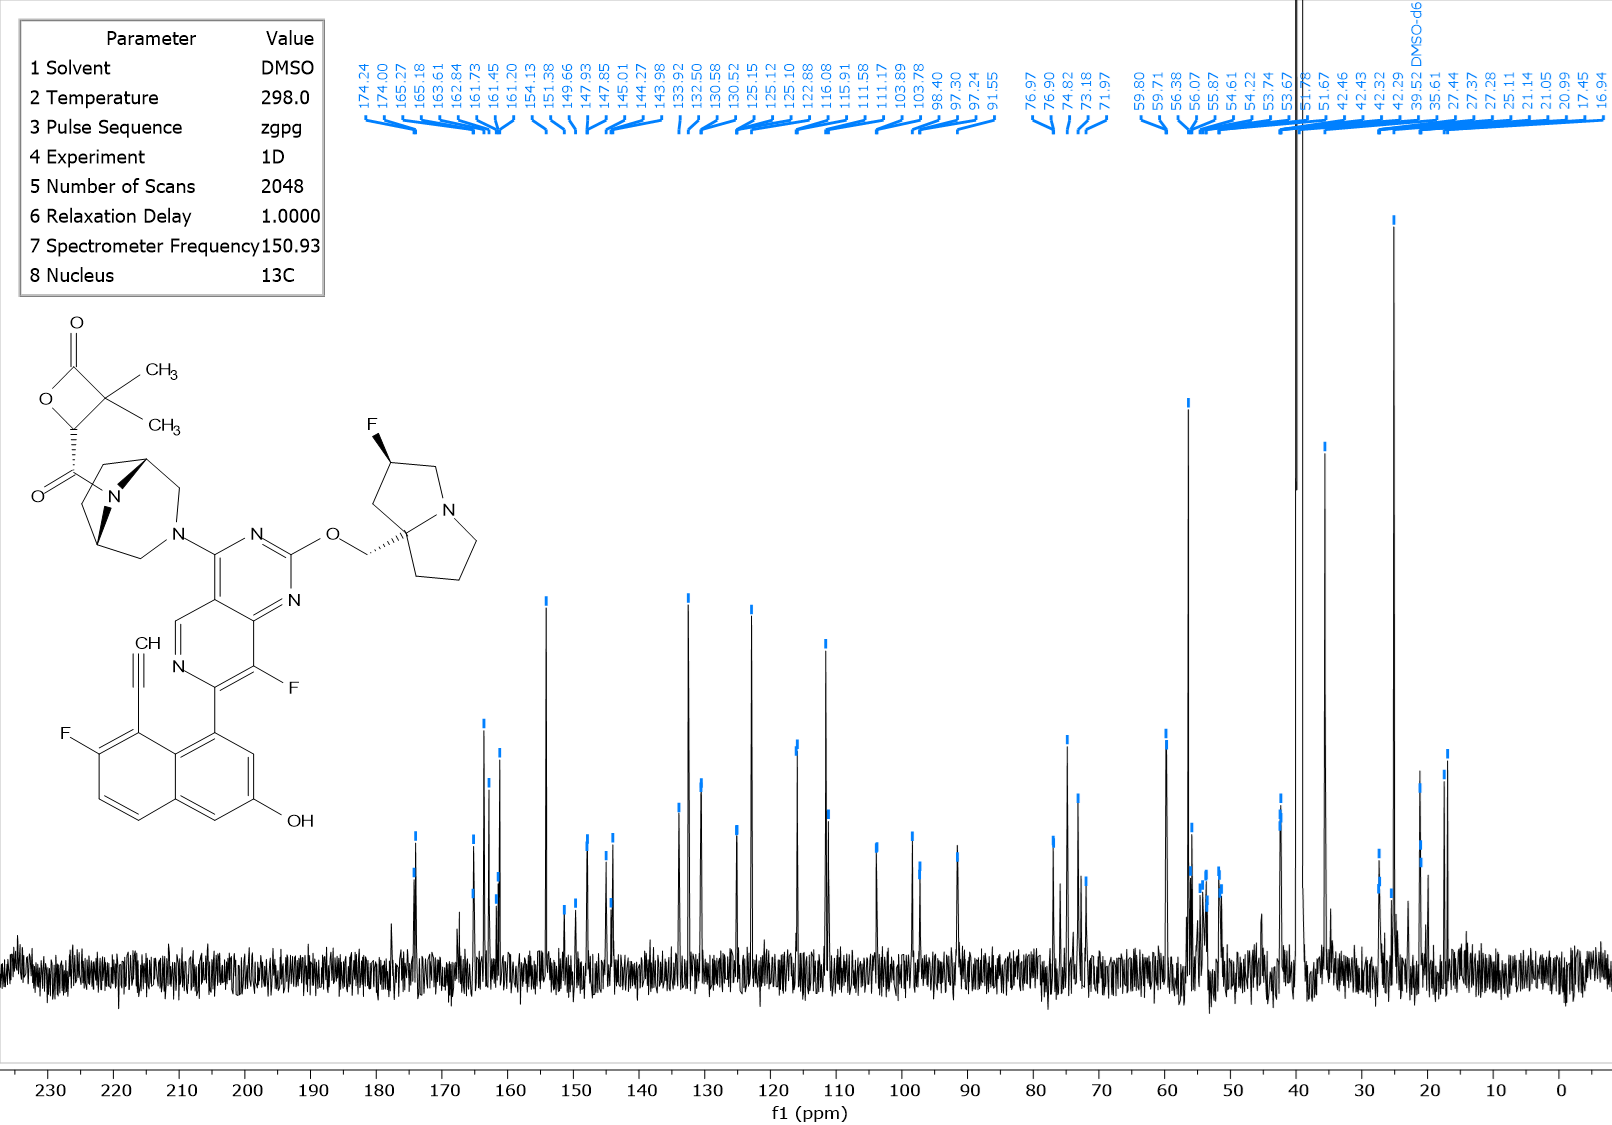 Parameter Value
1 Solvent DMSO
2 Temperature 298.0
3 Pulse Sequence zgpg
4 Experiment 1D
5 Number of Scans 2048
6 Relaxation Delay 1.0000
7 Spectrometer Frequency 150.93
8 Nucleus 13C
174.24
174.00
165.27
165.18
163.61
162.84
161.73
161.45
161.20
154.13
151.38
149.66
147.93
147.85
145.01
144.27
143.98
133.92
132.50
130.58
130.52
125.15
125.12
125.10
122.88
116.08
115.91
111.58
111.17
103.89
103.78
98.40
97.30
97.24
91.55
76.97
76.90
74.82
73.18
71.97
59.80
59.71
56.38
56.07
55.87
54.61
54.22
53.74
53.67
51.78
51.67
42.46
42.43
42.32
42.29
39.52 DMSO-d6
35.61
27.44
27.37
27.28
25.11
21.14
21.05
20.99
17.45
16.94
O
CH3
O
CH3
F
O
N
N
N
N
O
N
CH
N
F
F
OH
230 220 210 200 190 180 170 160 150 140 130 120 110 100 90 80 70 60 50 40 30 20 10 0
f1 (ppm)